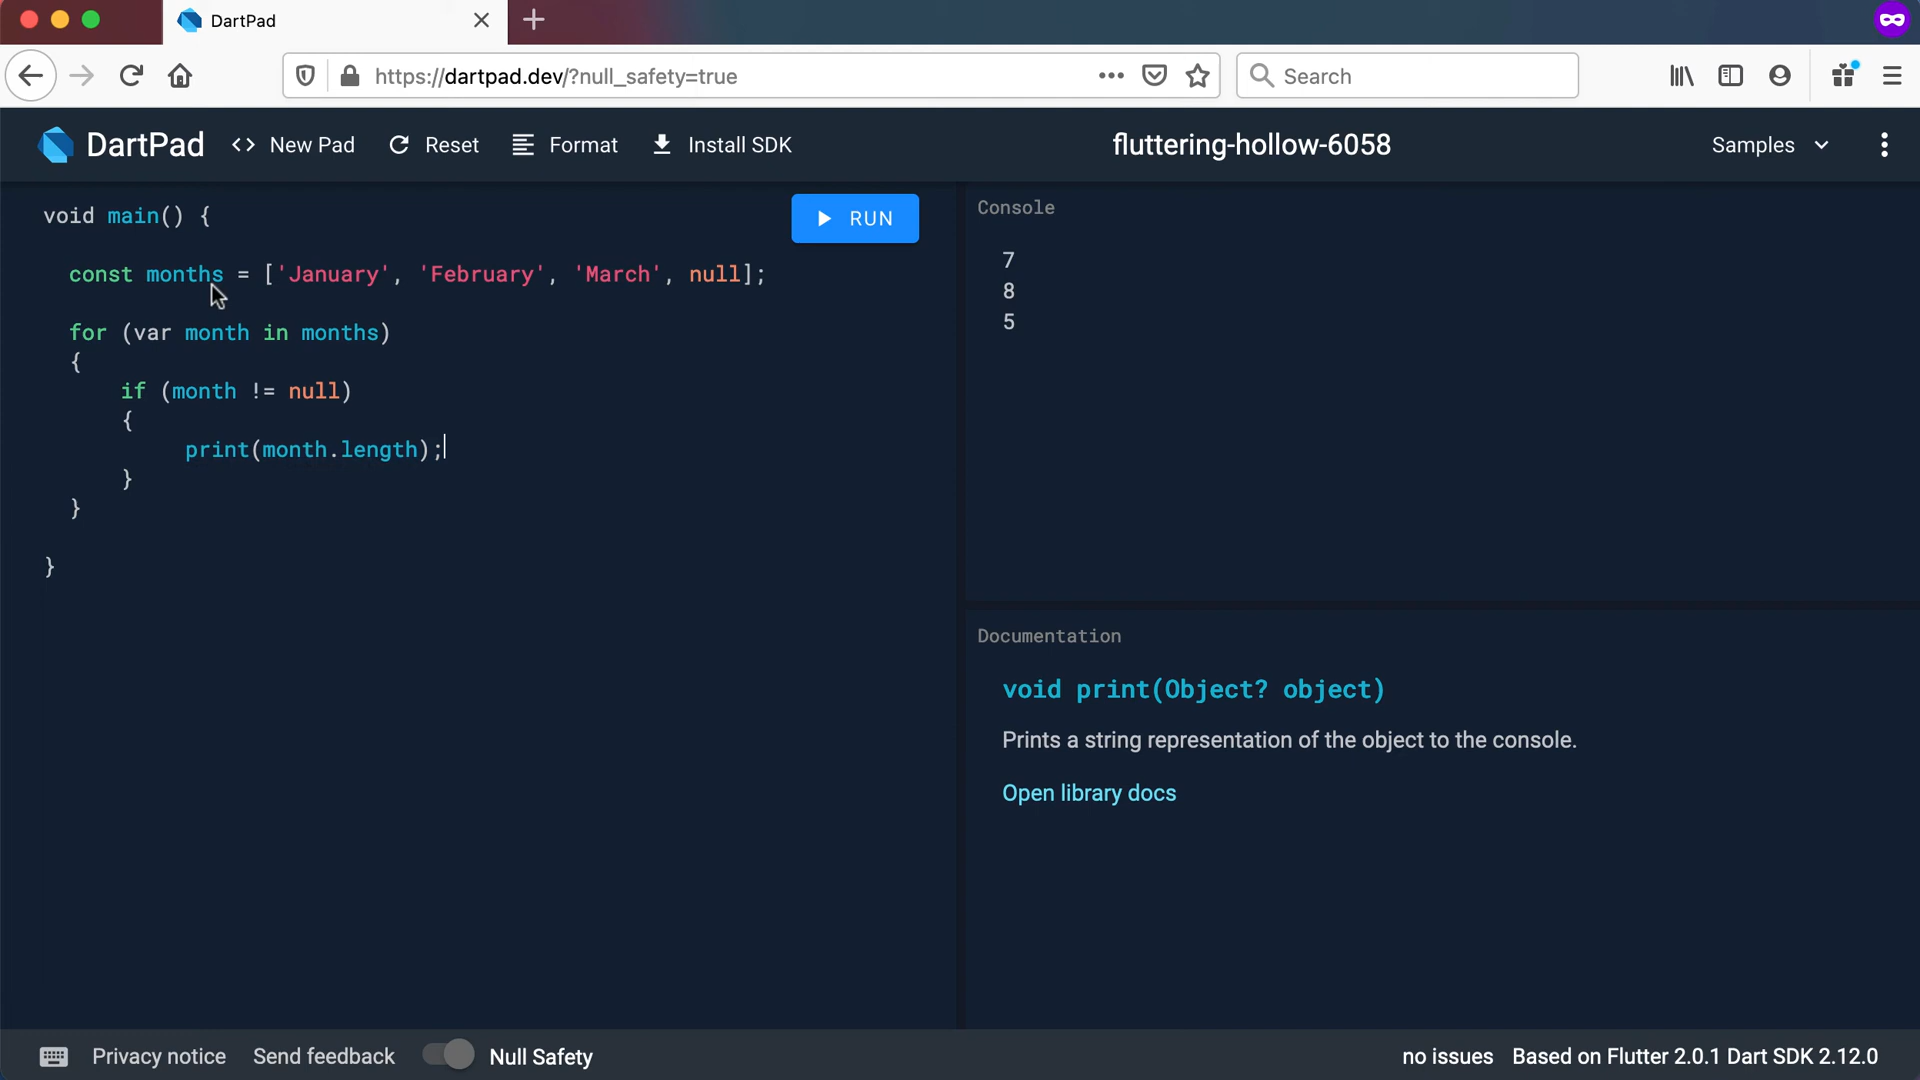 DartPad
https://dartpad.dev/?null_safety=true
Search
DartPad
<> New Pad
Reset
Format
Install SDK
fluttering-hollow-6058
Samples
void main() {
RUN
const months = ['January', 'February', 'March', null];
for (var month in months)
{
if (month != null)
{
print(month.length);
}
}
}
Console
7
8
5
Documentation
void print(Object? object)
Prints a string representation of the object to the console.
Open library docs
Privacy notice
Send feedback
Null Safety
no issues
Based on Flutter 2.0.1 Dart SDK 2.12.0